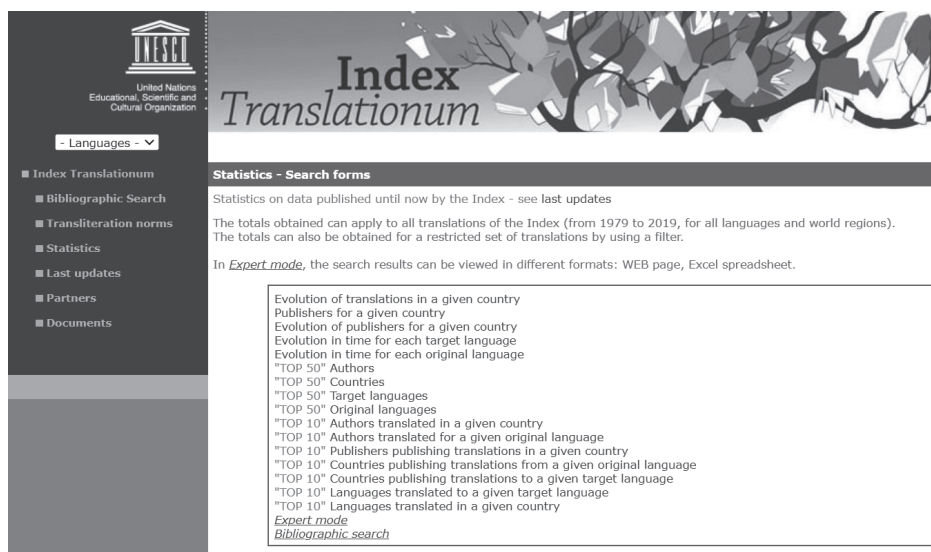 UNESCO
United Nations
Educational, Scientific and
Cultural Organization
Index
Translationum
- Languages -
Index Translationum
Bibliographic Search
Transliteration norms
Statistics
Last updates
Partners
Documents
Statistics - Search forms
Statistics on data published until now by the Index - see last updates
The totals obtained can apply to all translations of the Index (from 1979 to 2019, for all languages and world regions).
The totals can also be obtained for a restricted set of translations by using a filter.
In Expert mode, the search results can be viewed in different formats: WEB page, Excel spreadsheet.
Evolution of translations in a given country
Publishers for a given country
Evolution of publishers for a given country
Evolution in time for each target language
Evolution in time for each original language
"TOP 50" Authors
"TOP 50" Countries
"TOP 50" Target languages
"TOP 50" Original languages
"TOP 10" Authors translated in a given country
"TOP 10" Authors translated for a given original language
"TOP 10" Publishers publishing translations in a given country
"TOP 10" Countries publishing translations from a given original language
"TOP 10" Countries publishing translations to a given target language
"TOP 10" Languages translated to a given target language
"TOP 10" Languages translated in a given country
Expert mode
Bibliographic search